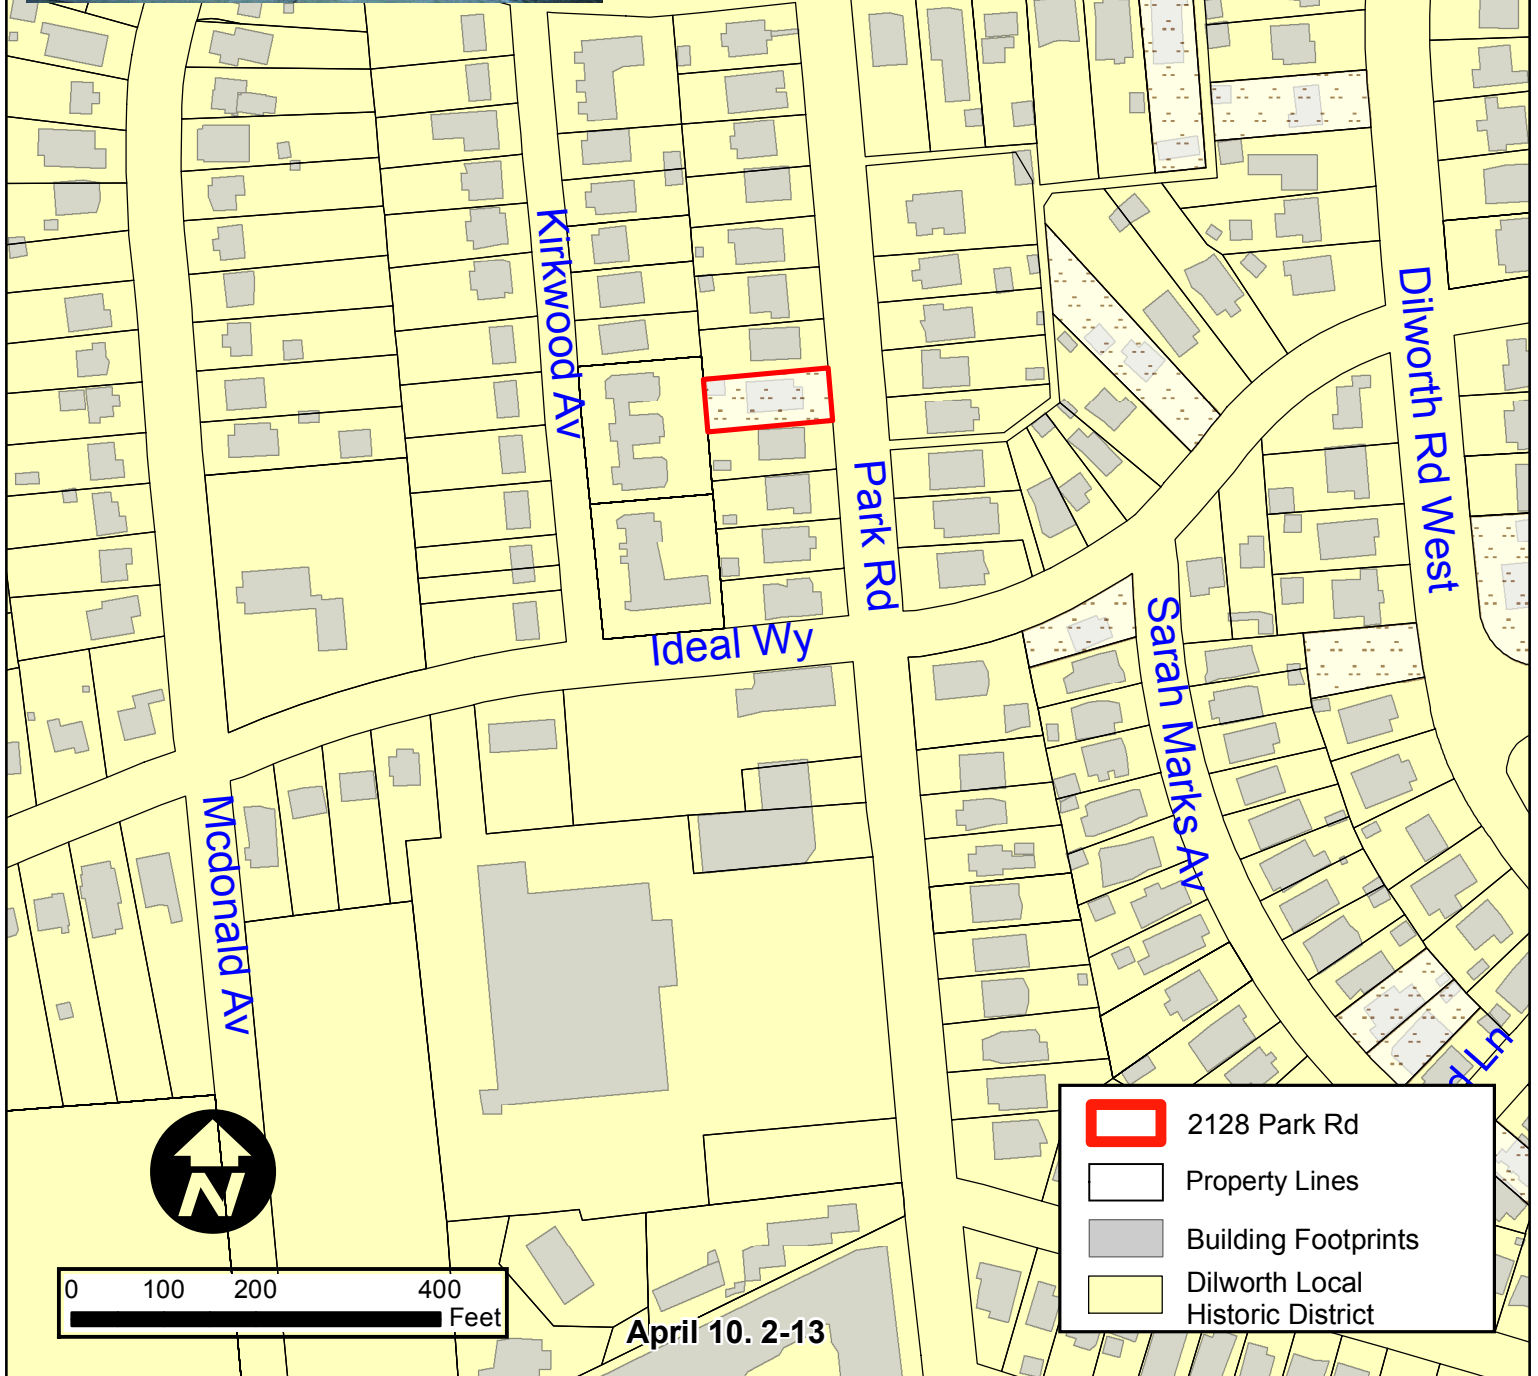 Kirkwood Av
Dilworth Rd West
Park Rd
Ideal Wy
Sarah Marks Av
Mcdonald Av
d Ln
N
2128 Park Rd
Property Lines
Building Footprints
Dilworth Local
Historic District
0 100 200 400
Feet
April 10. 2-13